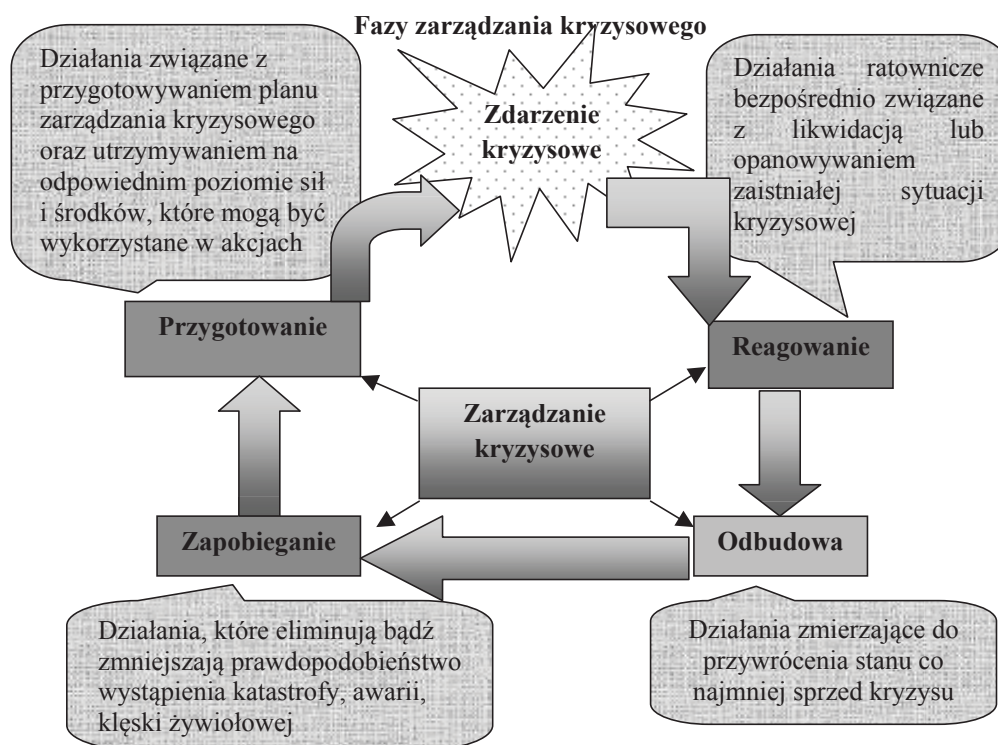 Fazy zarządzania kryzysowego
Działania związane z
przygotowywaniem planu
zarządzania kryzysowego
oraz utrzymywaniem na
odpowiednim poziomie sił
i środków, które mogą być
wykorzystane w akcjach
Zdarzenie
kryzysowe
Działania ratownicze
bezpośrednio związane
z likwidacją lub
opanowywaniem
zaistniałej sytuacji
kryzysowej
Przygotowanie
Reagowanie
Zarządzanie
kryzysowe
Zapobieganie
Odbudowa
Działania, które eliminują bądź
zmniejszają prawdopodobieństwo
wystąpienia katastrofy, awarii,
klęski żywiołowej
Działania zmierzające do
przywrócenia stanu co
najmniej sprzed kryzysu